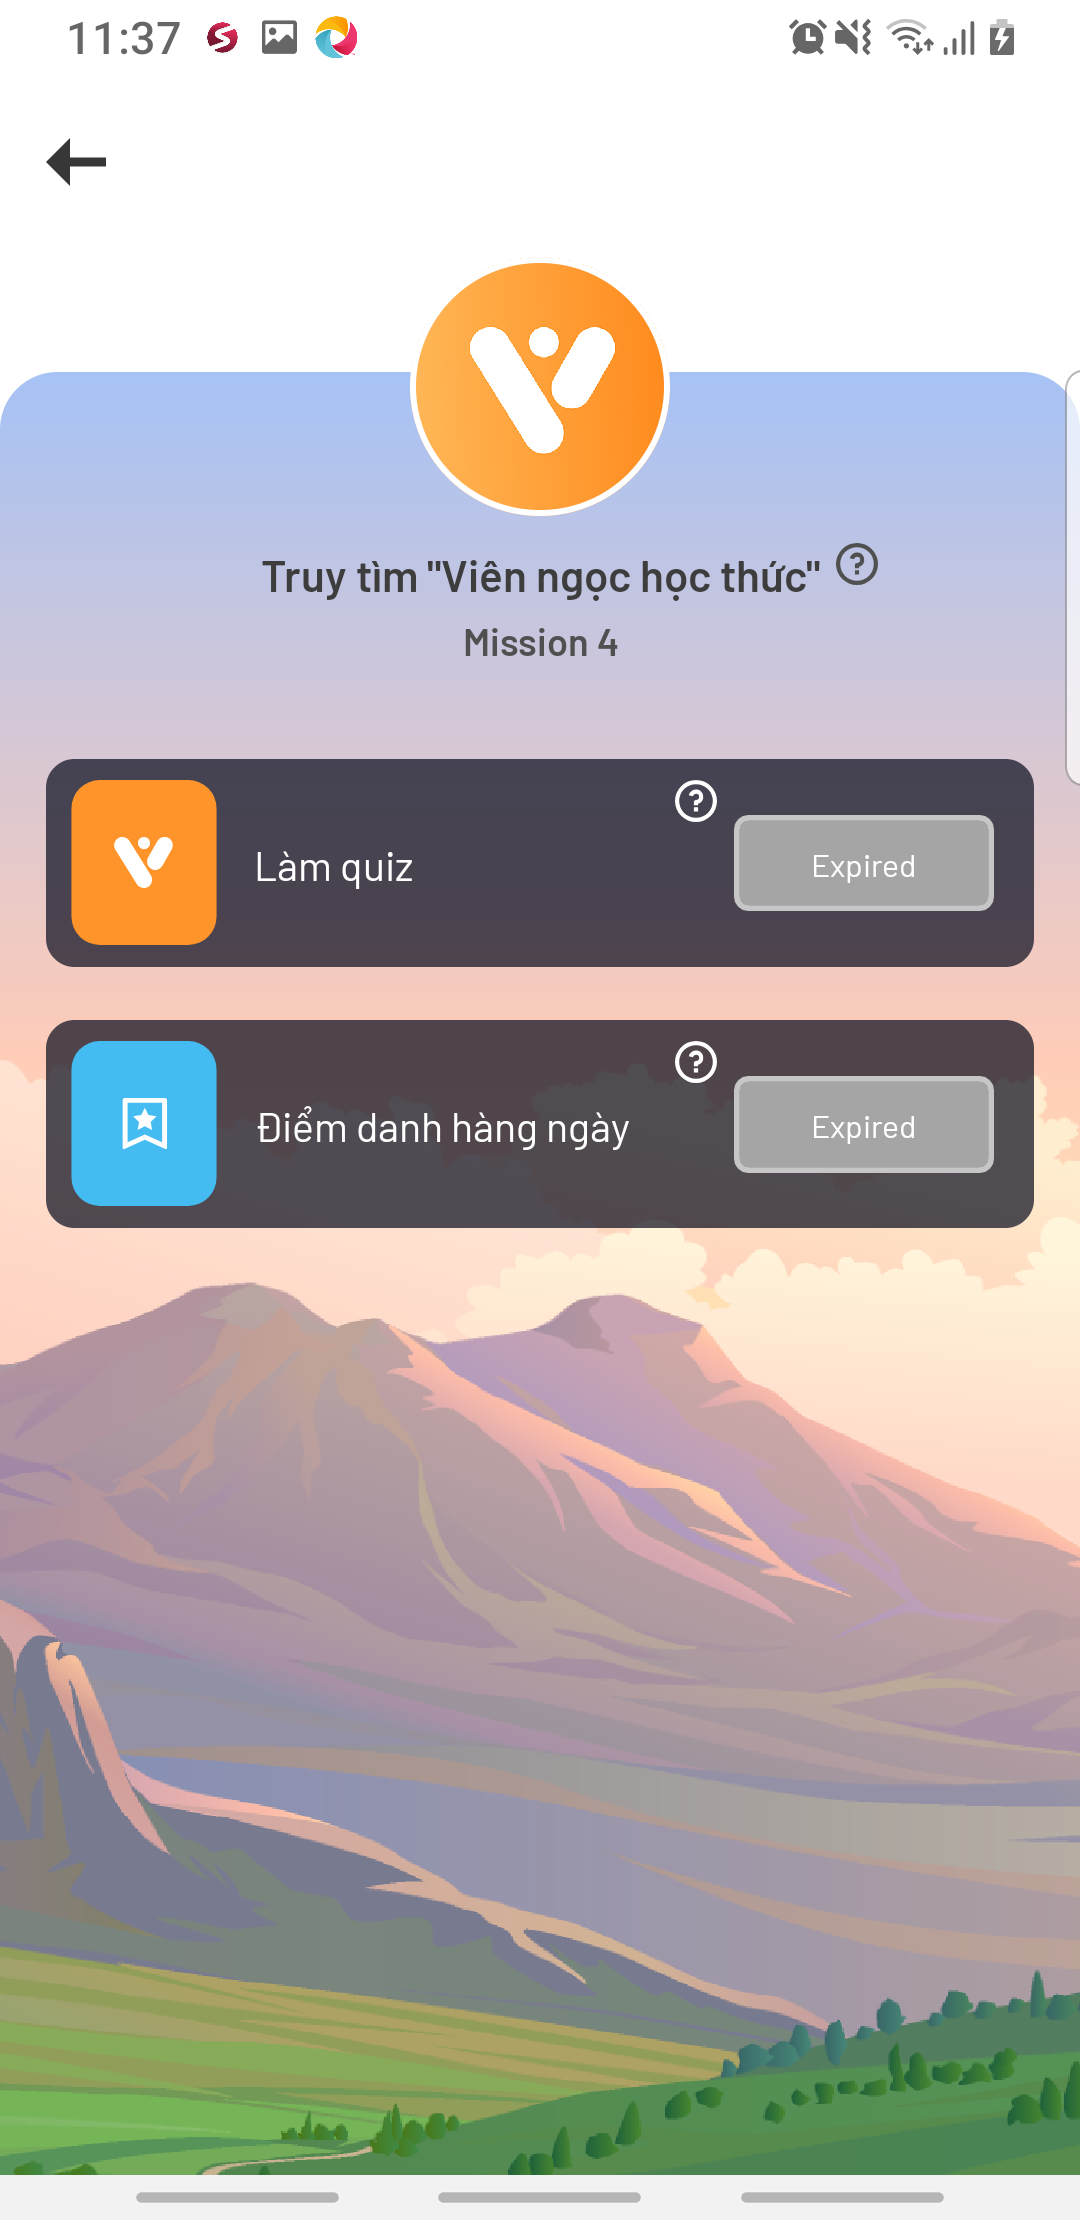 11:37
Truy tìm "Viên ngọc học thức"
Mission 4
Làm quiz
Expired
Điểm danh hàng ngày
Expired